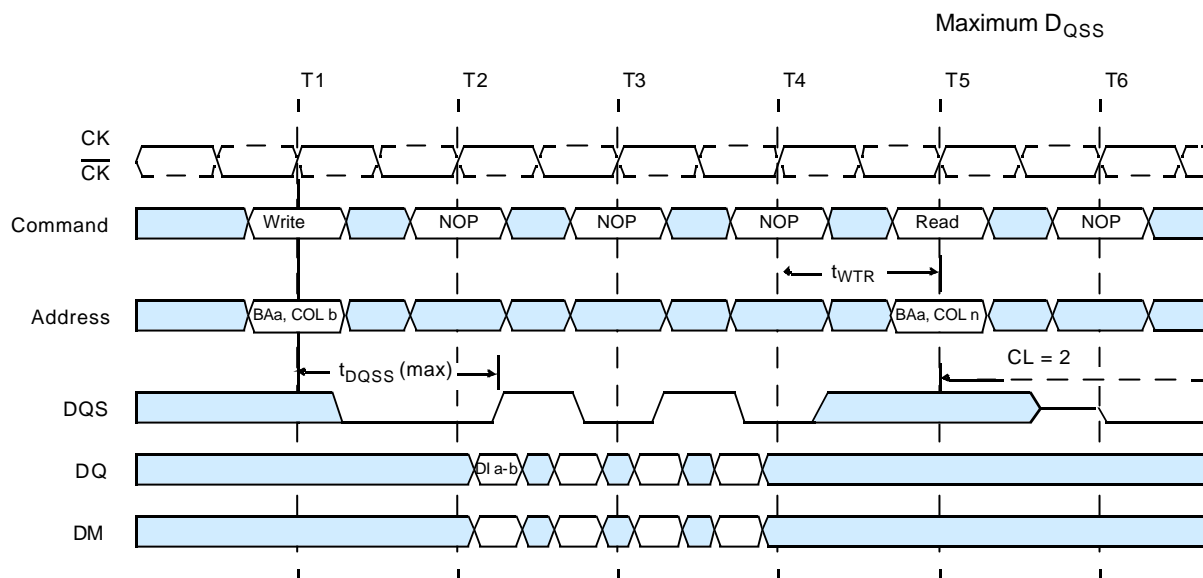 Maximum DQSS
T1 T2 T3 T4 T5 T6
CK
CK
Command Write NOP NOP NOP Read NOP
tWTR
Address BAa, COL b BAa, COL n
tDQSS (max) CL = 2
DQS
DQ DI a-b
DM